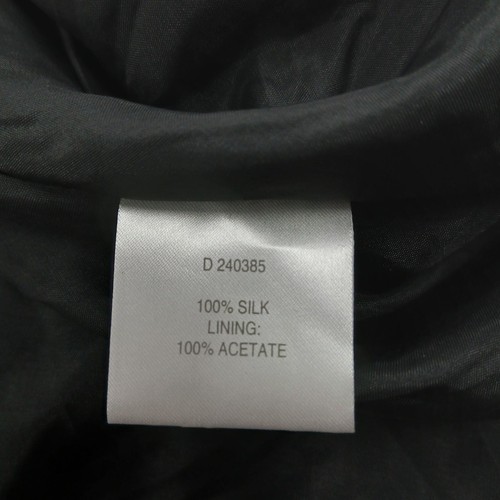 D 240385
100% SILK
LINING:
100% ACETATE